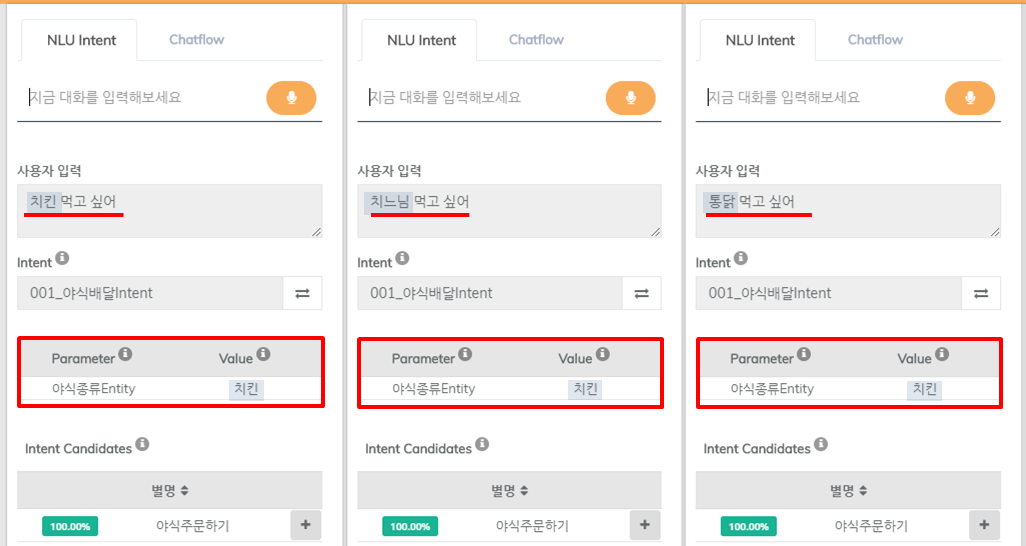 NLU Intent Chatflow
지금 대화를 입력해보세요
사용자 입력
치킨 먹고 싶어
Intent
001_야식배달Intent
Parameter Value
야식종류Entity 치킨
Intent Candidates
별명
100.00% 야식주문하기 +
NLU Intent Chatflow
지금 대화를 입력해보세요
사용자 입력
치느님 먹고 싶어
Intent
001_야식배달Intent
Parameter Value
야식종류Entity 치킨
Intent Candidates
별명
100.00% 야식주문하기 +
NLU Intent Chatflow
지금 대화를 입력해보세요
사용자 입력
통닭 먹고 싶어
Intent
001_야식배달Intent
Parameter Value
야식종류Entity 치킨
Intent Candidates
별명
100.00% 야식주문하기 +